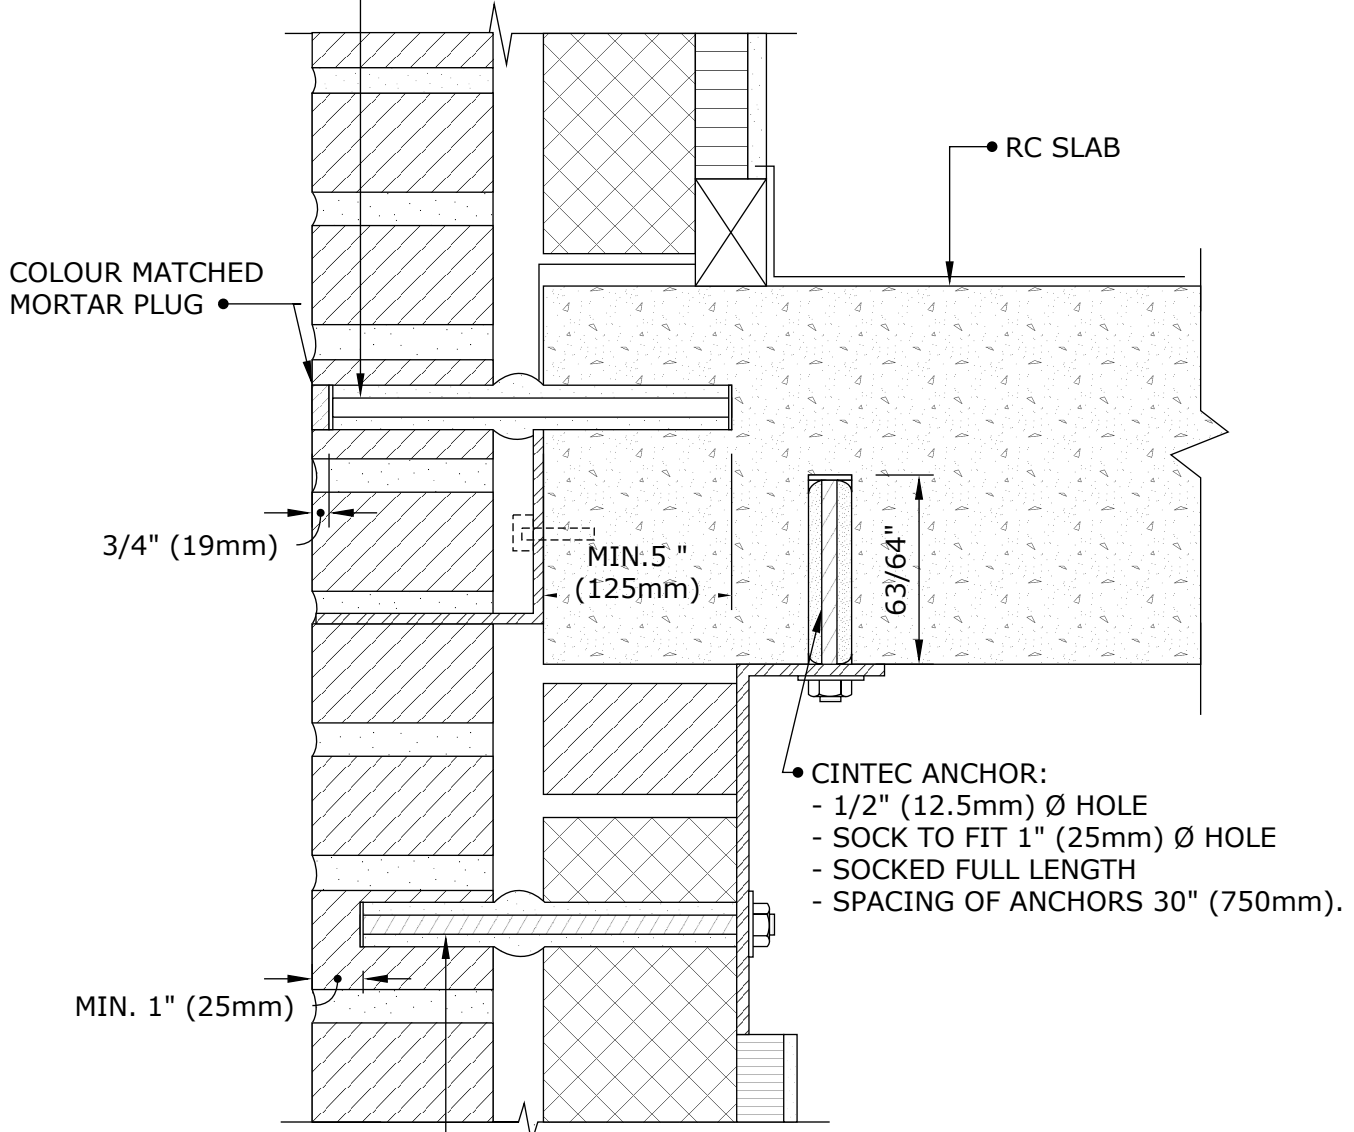 RC SLAB
COLOUR MATCHED
MORTAR PLUG
3/4" (19mm)
MIN.5 "
(125mm)
63/64"
CINTEC ANCHOR:
- 1/2" (12.5mm) Ø HOLE
- SOCK TO FIT 1" (25mm) Ø HOLE
- SOCKED FULL LENGTH
- SPACING OF ANCHORS 30" (750mm).
MIN. 1" (25mm)